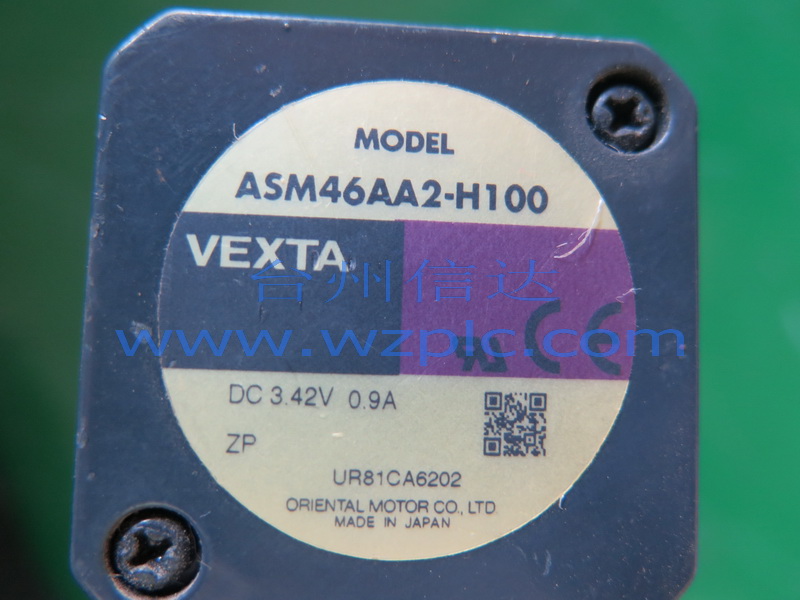 MODEL
ASM46AA2-H100
VEXTA
台州信达
www.wzplc.com
DC 3.42V 0.9A
ZP
UR81CA6202
ORIENTAL MOTOR CO., LTD
MADE IN JAPAN